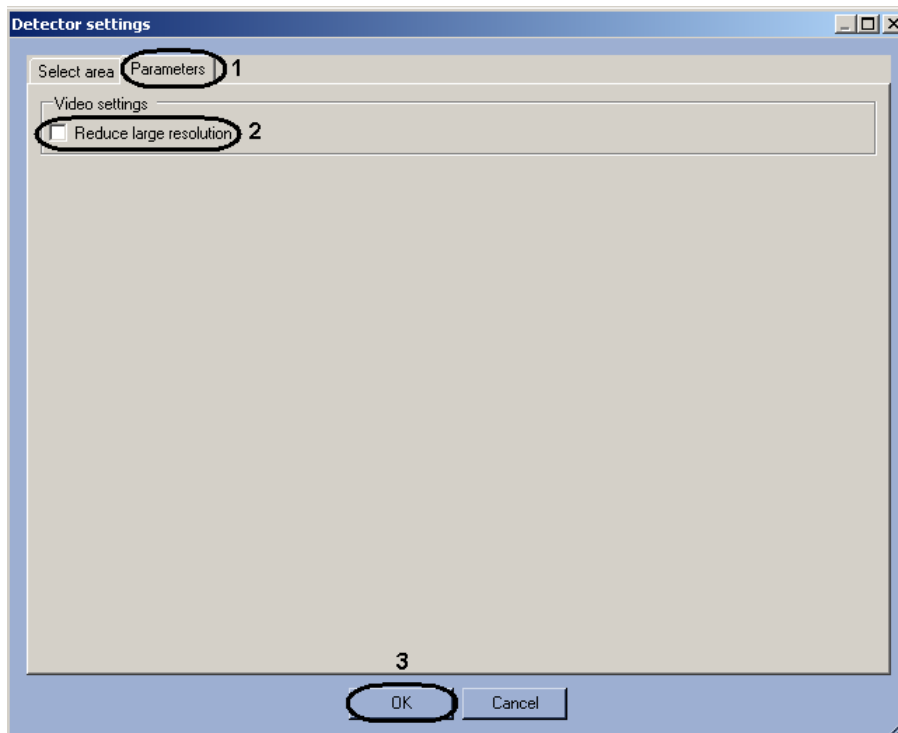 Detector settings
Select area Parameters 1
Video settings
Reduce large resolution 2
3
OK Cancel